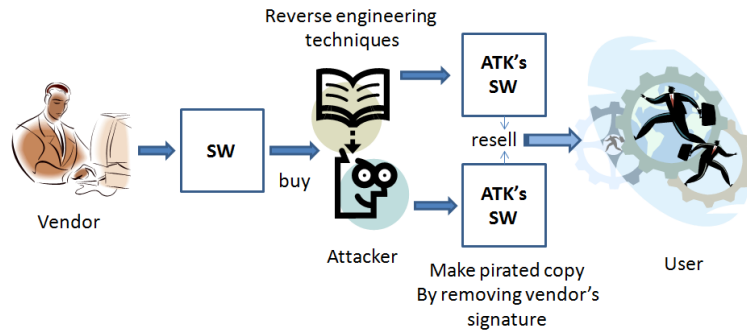 Reverse engineering
techniques
ATK's
SW
SW
buy
resell
ATK's
SW
Vendor
Attacker
User
Make pirated copy
By removing vendor's
signature